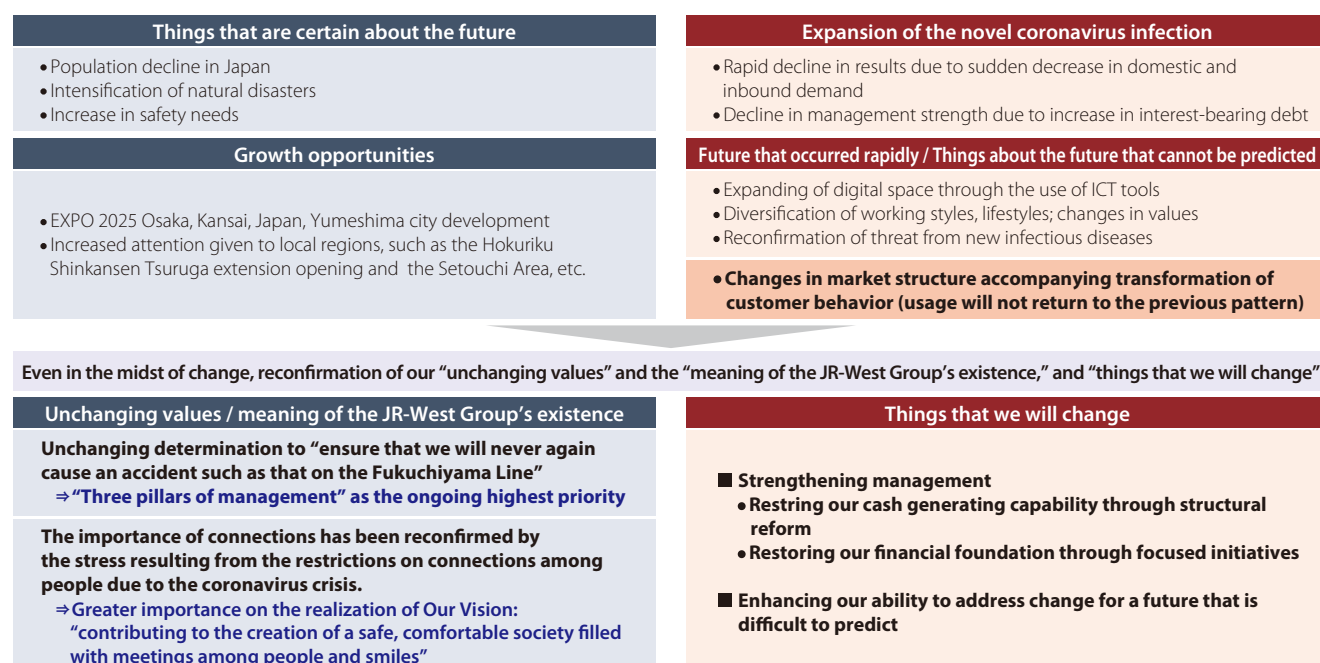 Things that are certain about the future
• Population decline in Japan
• Intensification of natural disasters
• Increase in safety needs
Growth opportunities
• EXPO 2025 Osaka, Kansai, Japan, Yumeshima city development
• Increased attention given to local regions, such as the Hokuriku
Shinkansen Tsuruga extension opening and the Setouchi Area, etc.
Expansion of the novel coronavirus infection
• Rapid decline in results due to sudden decrease in domestic and
inbound demand
• Decline in management strength due to increase in interest-bearing debt
Future that occurred rapidly / Things about the future that cannot be predicted
• Expanding of digital space through the use of ICT tools
• Diversification of working styles, lifestyles; changes in values
• Reconfirmation of threat from new infectious diseases
• Changes in market structure accompanying transformation of
customer behavior (usage will not return to the previous pattern)
Even in the midst of change, reconfirmation of our “unchanging values” and the “meaning of the JR-West Group’s existence,” and “things that we will change”
Unchanging values / meaning of the JR-West Group’s existence
Unchanging determination to “ensure that we will never again
cause an accident such as that on the Fukuchiyama Line”
⇒“Three pillars of management” as the ongoing highest priority
The importance of connections has been reconfirmed by
the stress resulting from the restrictions on connections among
people due to the coronavirus crisis.
⇒Greater importance on the realization of Our Vision:
“contributing to the creation of a safe, comfortable society filled
with meetings among people and smiles”
Things that we will change
■ Strengthening management
• Restring our cash generating capability through structural
reform
• Restoring our financial foundation through focused initiatives
■ Enhancing our ability to address change for a future that is
difficult to predict